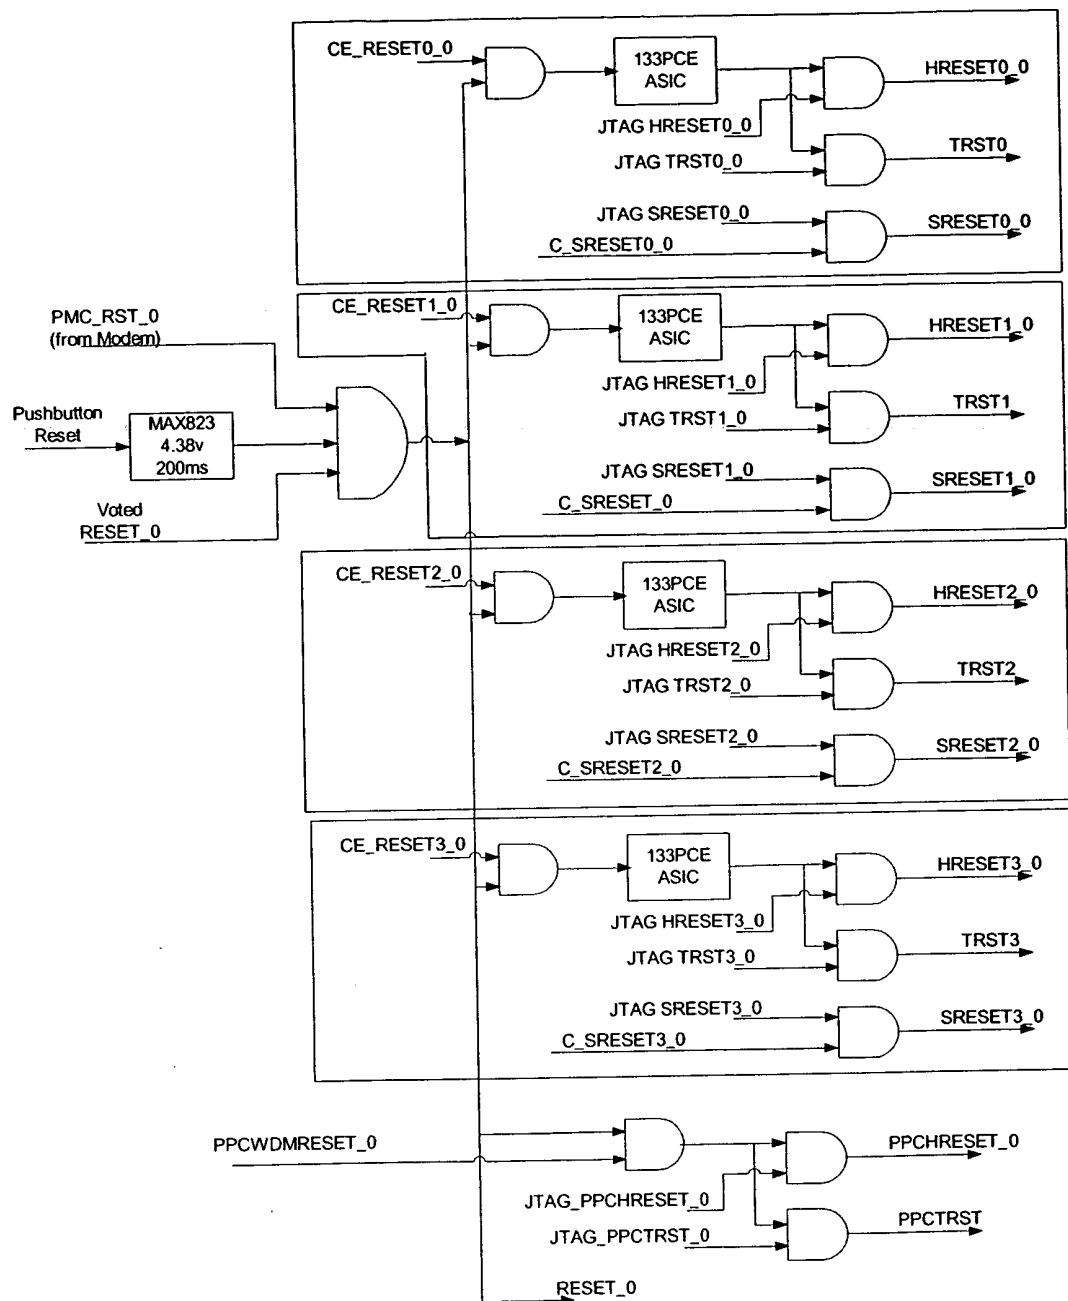 CE_RESET0_0
133PCE
ASIC
HRESET0_0
JTAG HRESET0_0
JTAG TRST0_0
TRST0
JTAG SRESET0_0
C_SRESET0_0
SRESET0_0
CE_RESET1_0
133PCE
ASIC
HRESET1_0
PMC_RST_0
(from Modem)
JTAG HRESET1_0
JTAG TRST1_0
TRST1
Pushbutton
Reset
MAX823
4.38v
200ms
JTAG SRESET1_0
C_SRESET_0
SRESET1_0
Voted
RESET_0
CE_RESET2_0
133PCE
ASIC
HRESET2_0
JTAG HRESET2_0
JTAG TRST2_0
TRST2
JTAG SRESET2_0
C_SRESET2_0
SRESET2_0
CE_RESET3_0
133PCE
ASIC
HRESET3_0
JTAG HRESET3_0
JTAG TRST3_0
TRST3
JTAG SRESET3_0
C_SRESET3_0
SRESET3_0
PPCWDMRESET_0
PPCHRESET_0
JTAG_PPCHRESET_0
JTAG_PPCTRST_0
PPCTRST
RESET_0